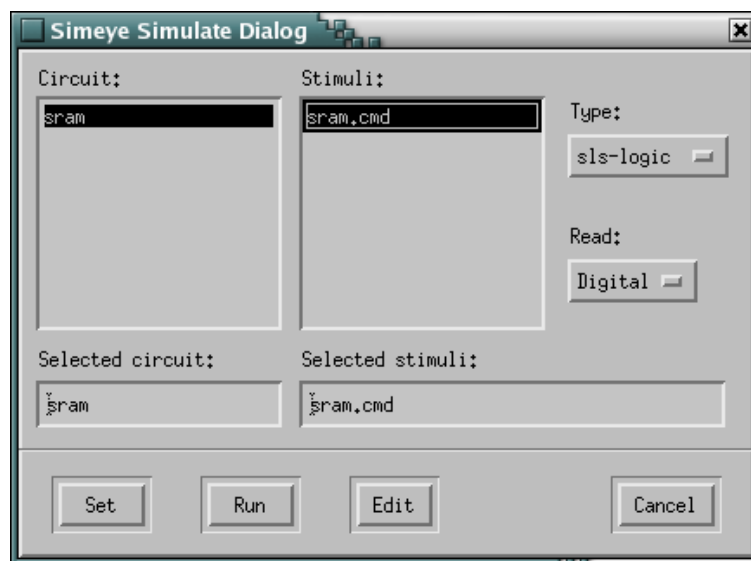 Simeye Simulate Dialog
Circuit: Stimuli:
sram sram.cmd
Type:
sls-logic
Read:
Digital
Selected circuit: Selected stimuli:
sram sram.cmd
Set Run Edit Cancel